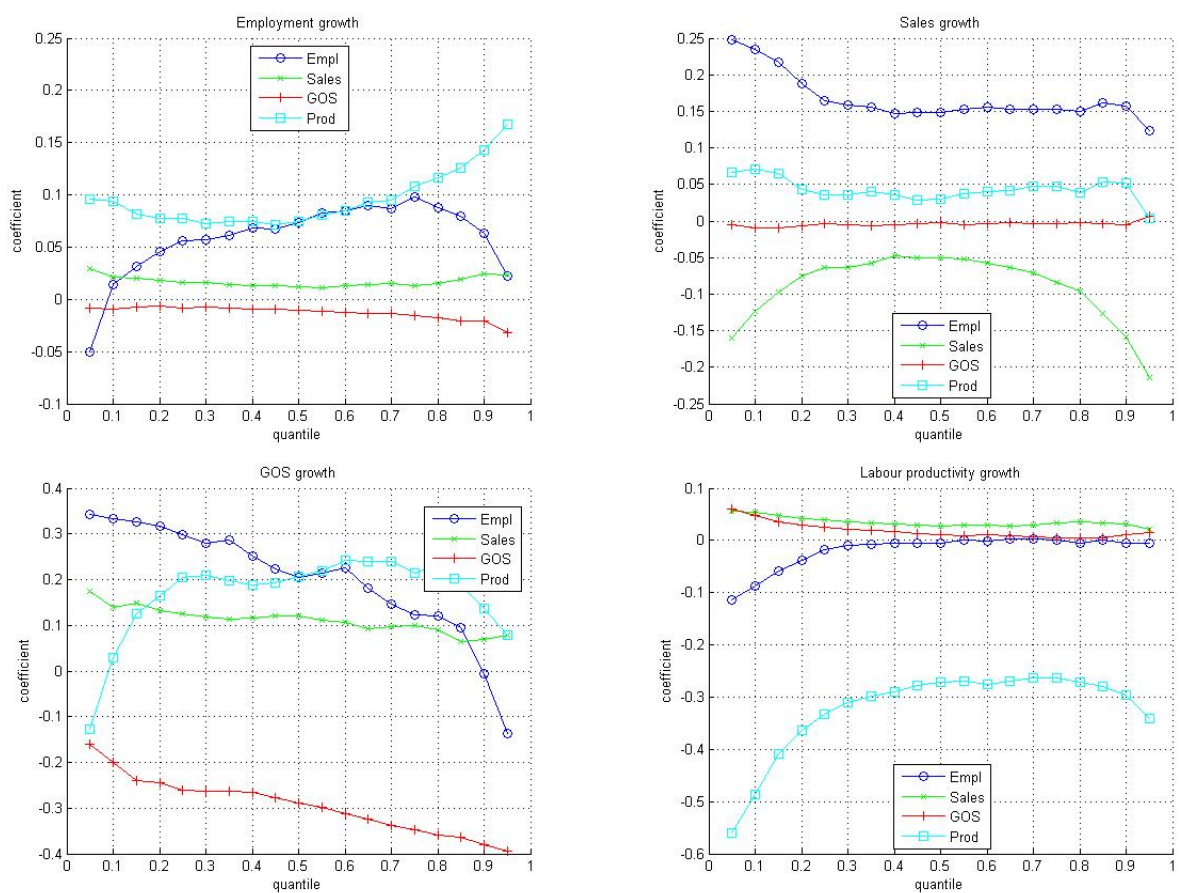 Employment growth
0.25
0.2
0.15
0.1
0.05
0
-0.05
-0.1
coefficient
Empl
Sales
GOS
Prod
0 0.1 0.2 0.3 0.4 0.5 0.6 0.7 0.8 0.9 1
quantile
Sales growth
0.25
0.2
0.15
0.1
0.05
0
-0.05
-0.1
-0.15
-0.2
-0.25
coefficient
Empl
Sales
GOS
Prod
0 0.1 0.2 0.3 0.4 0.5 0.6 0.7 0.8 0.9 1
quantile
GOS growth
0.4
0.3
0.2
0.1
0
-0.1
-0.2
-0.3
-0.4
coefficient
Empl
Sales
GOS
Prod
0 0.1 0.2 0.3 0.4 0.5 0.6 0.7 0.8 0.9 1
quantile
Labour productivity growth
0.1
0
-0.1
-0.2
-0.3
-0.4
-0.5
-0.6
coefficient
Empl
Sales
GOS
Prod
0 0.1 0.2 0.3 0.4 0.5 0.6 0.7 0.8 0.9 1
quantile